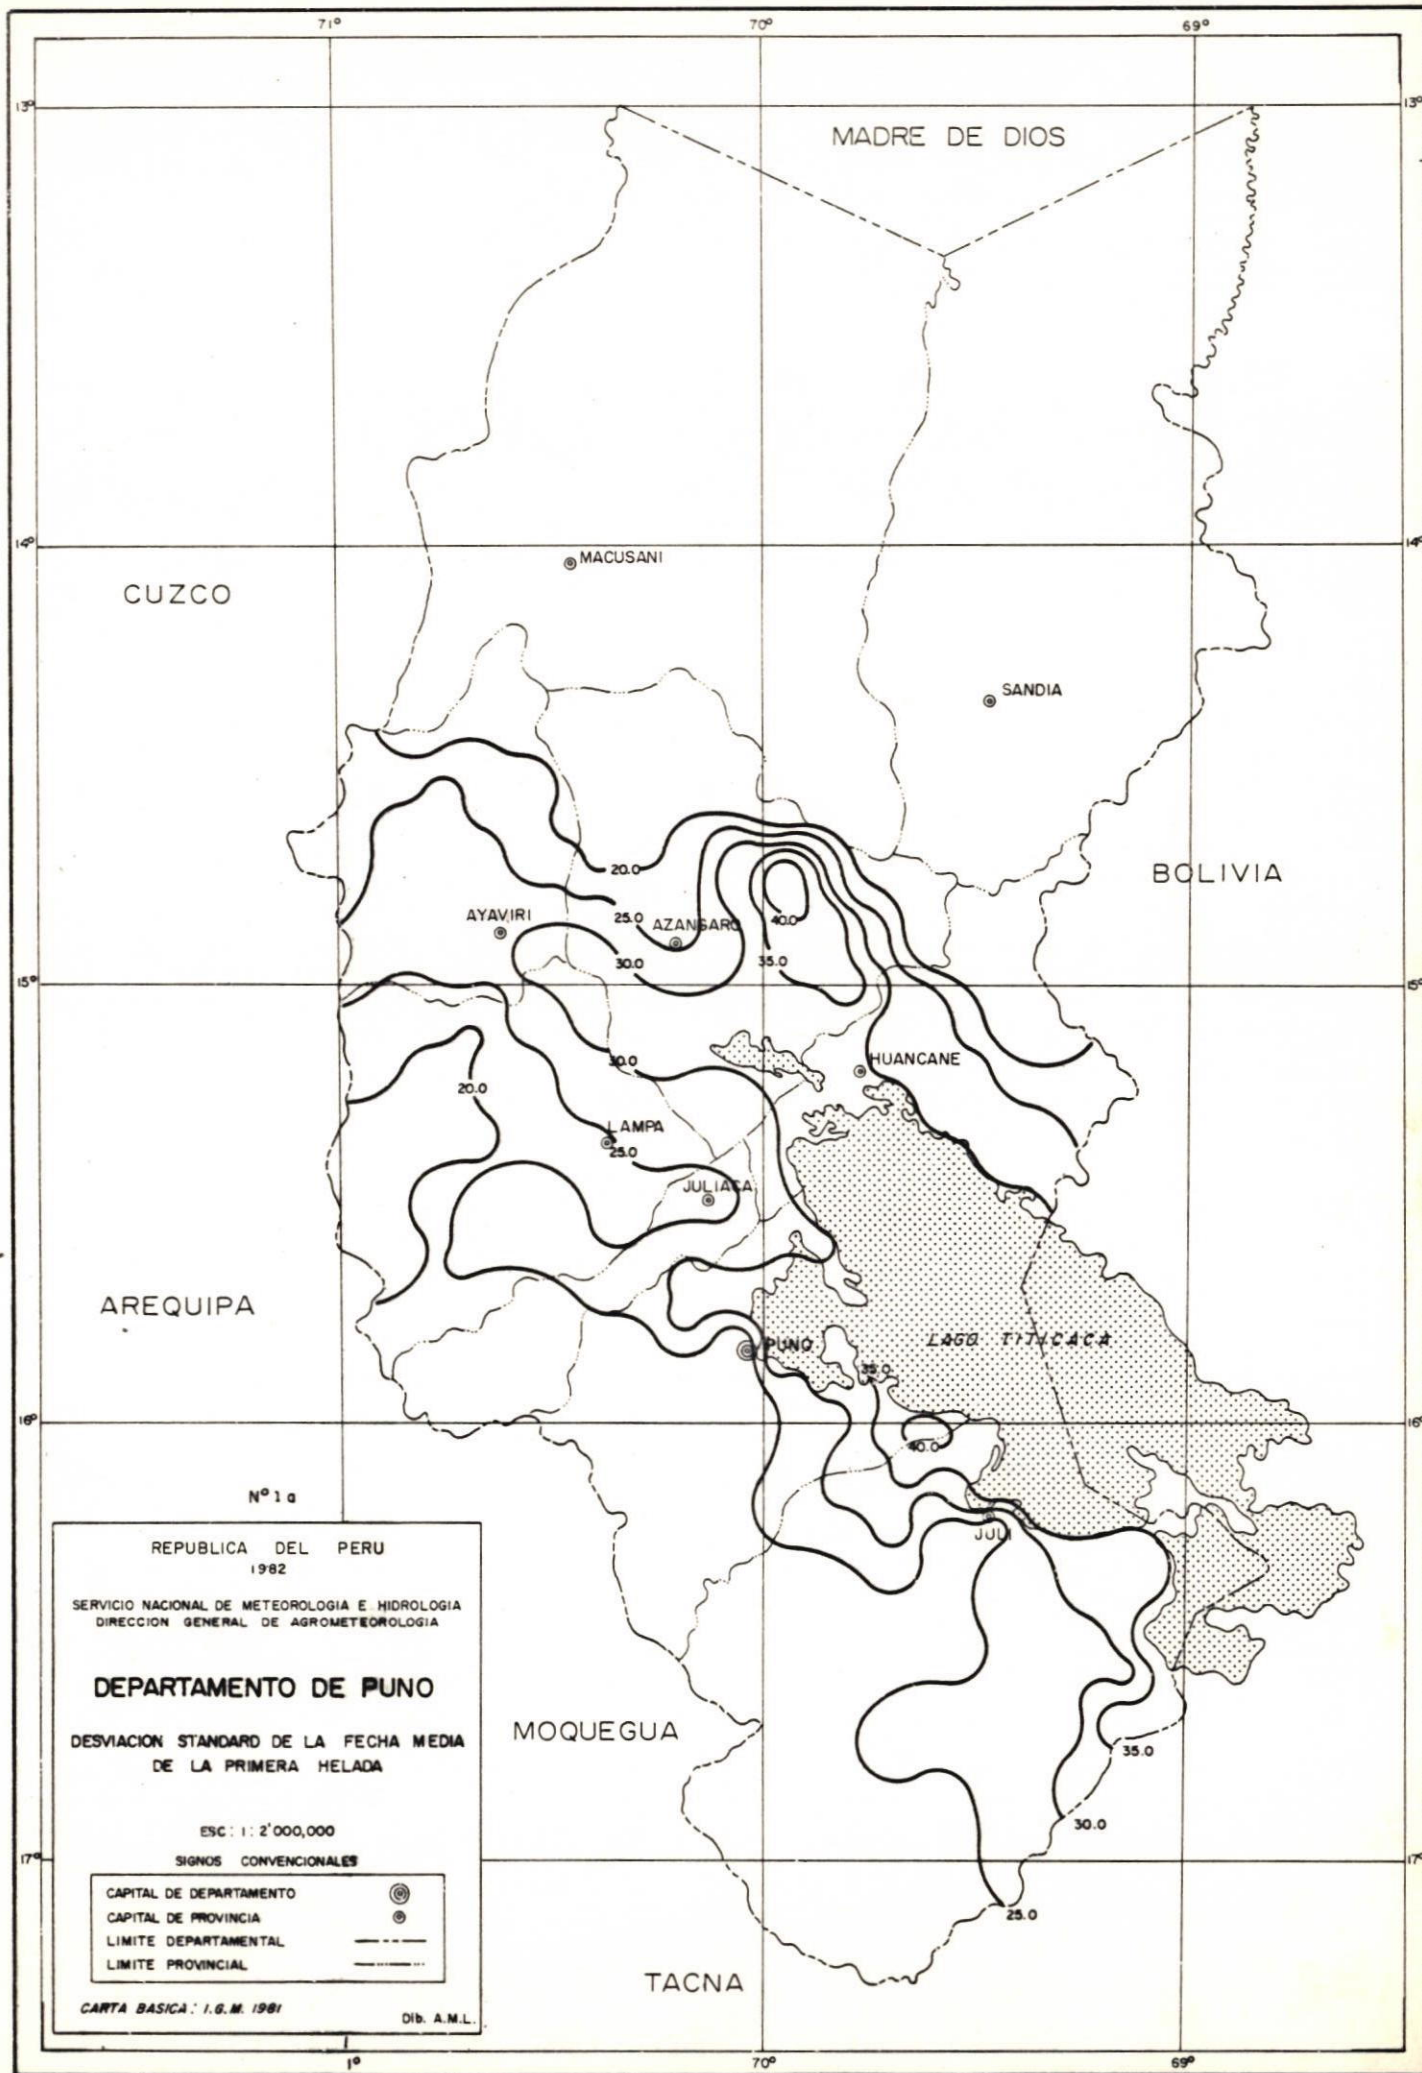 71° 70° 69°
13° 13°
MADRE DE DIOS
14° 14°
MACUSANI
CUZCO
SANDIA
BOLIVIA
20.0
AYAVIRI
25.0
AZANGARO
40.0
30.0
35.0
15° 15°
30.0
HUANCANE
20.0
LAMPA
25.0
JULIACA
AREQUIPA
PUNO
LAGO TITICACA
35.0
16° 16°
40.0
JULI
N° 1 a
REPUBLICA DEL PERU
1982
SERVICIO NACIONAL DE METEOROLOGIA E HIDROLOGIA
DIRECCION GENERAL DE AGROMETEOROLOGIA
DEPARTAMENTO DE PUNO
DESVIACION STANDARD DE LA FECHA MEDIA
DE LA PRIMERA HELADA
MOQUEGUA
35.0
30.0
ESC: 1: 2'000,000
SIGNOS CONVENCIONALES
17° 17°
CAPITAL DE DEPARTAMENTO
CAPITAL DE PROVINCIA
LIMITE DEPARTAMENTAL
LIMITE PROVINCIAL
25.0
TACNA
CARTA BASICA: I.G.M. 1981
Dib. A.M.L.
1° 70° 69°